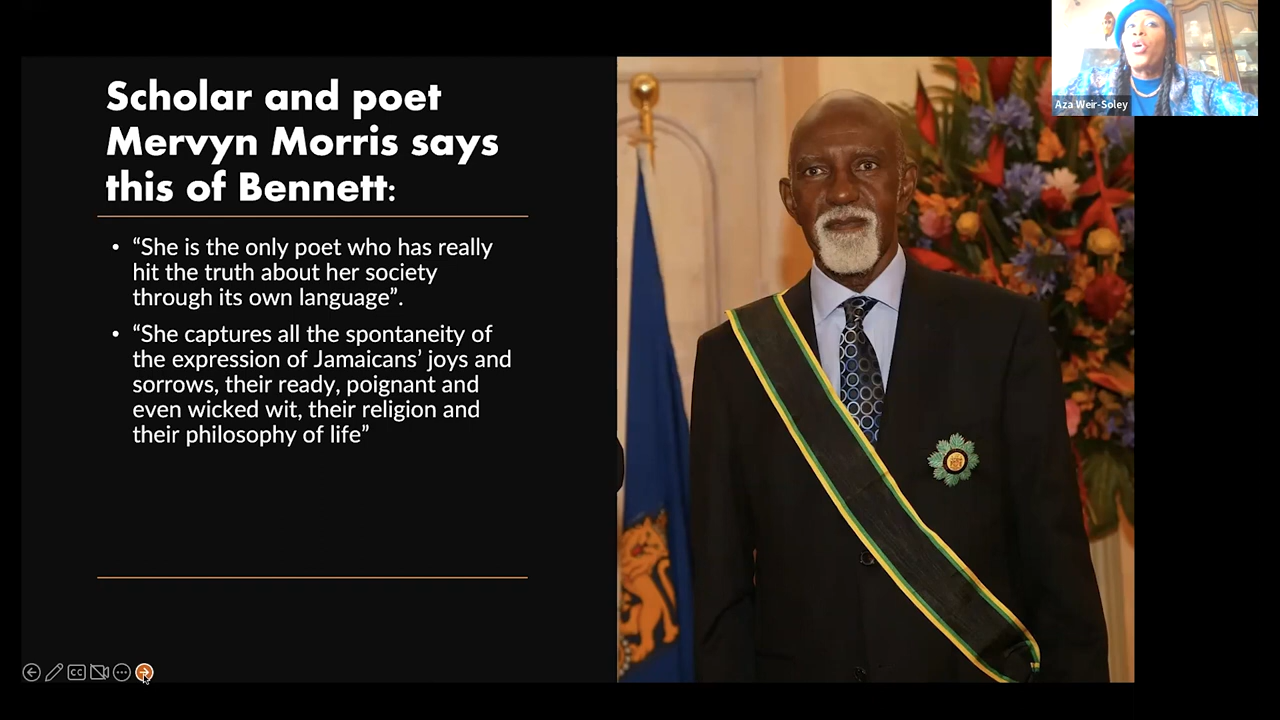 Scholar and poet
Mervyn Morris says
this of Bennett:
• “She is the only poet who has really
hit the truth about her society
through its own language”.
• “She captures all the spontaneity of
the expression of Jamaicans’ joys and
sorrows, their ready, poignant and
even wicked wit, their religion and
their philosophy of life”
Aza Weir-Soley
CC